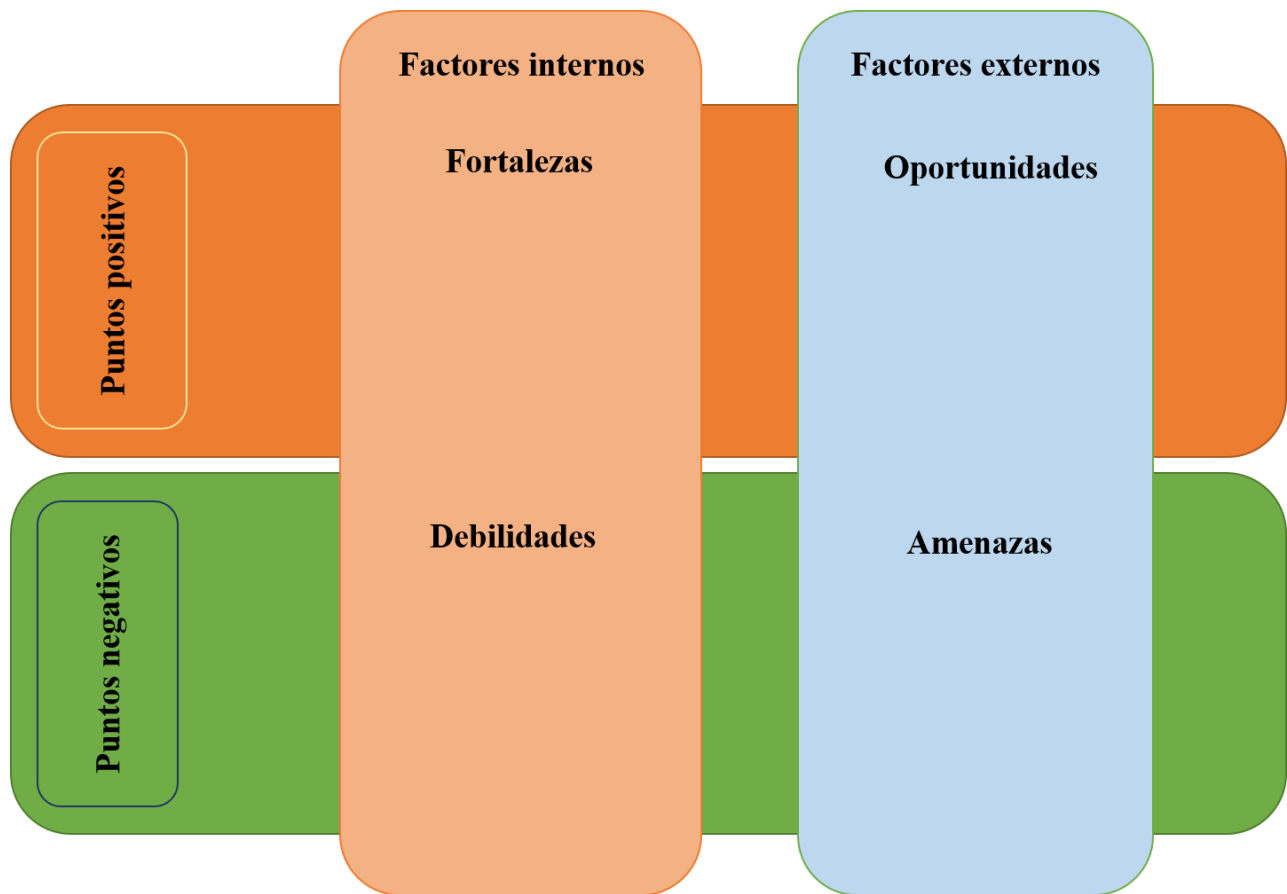 Factores internos
Factores externos
Puntos positivos
Fortalezas
Oportunidades
Puntos negativos
Debilidades
Amenazas